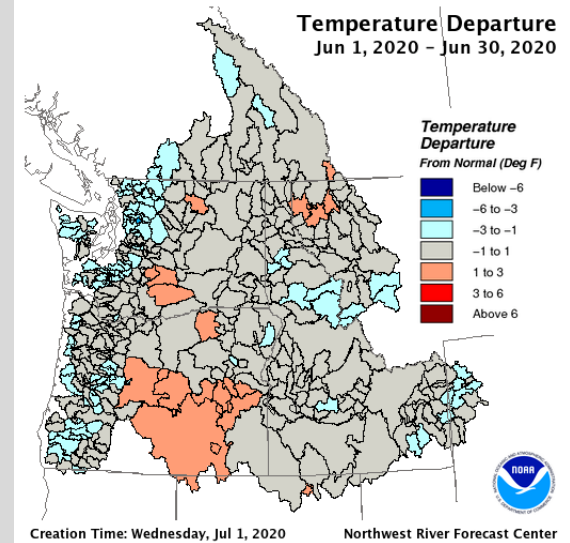 Temperature Departure
Jun 1, 2020 – Jun 30, 2020
Temperature
Departure
From Normal (Deg F)
Below −6
−6 to −3
−3 to −1
−1 to 1
1 to 3
3 to 6
Above 6
NOAA
Creation Time: Wednesday, Jul 1, 2020
Northwest River Forecast Center